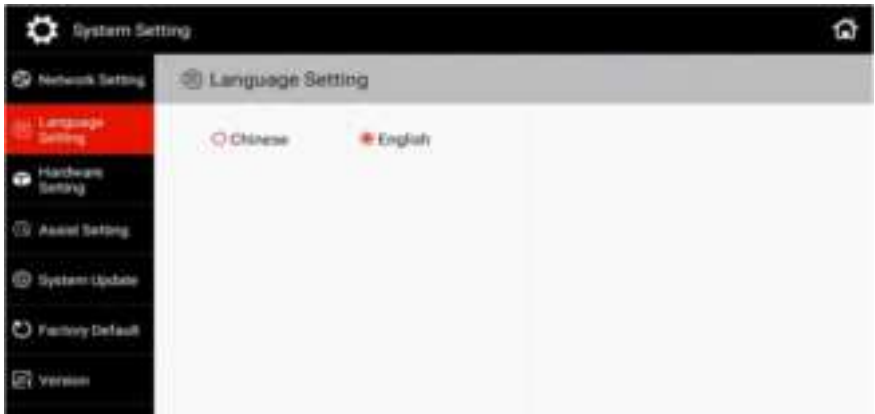 System Setting
Network Setting
Language Setting
Language
Setting
Chinese
English
Hardware
Setting
Assist Setting
System Update
Factory Default
Version